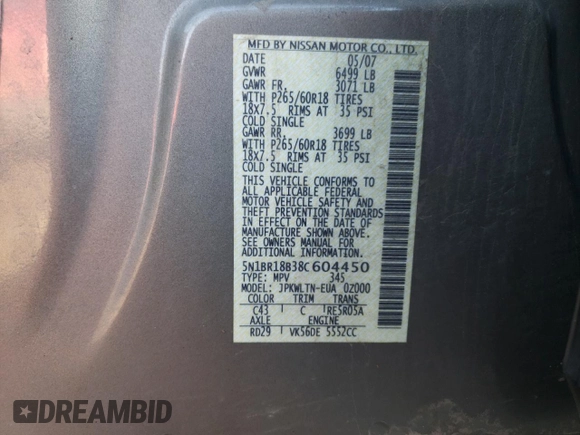 MFD BY NISSAN MOTOR CO., LTD.
DATE 05/07
GVWR 6499 LB
GAWR FR. 3071 LB
WITH P265/60R18 TIRES
18X7.5 RIMS AT 35 PSI
COLD SINGLE
GAWR RR. 3699 LB
WITH P265/60R18 TIRES
18X7.5 RIMS AT 35 PSI
COLD SINGLE
THIS VEHICLE CONFORMS TO
ALL APPLICABLE FEDERAL
MOTOR VEHICLE SAFETY AND
THEFT PREVENTION STANDARDS
IN EFFECT ON THE DATE OF
MANUFACTURE SHOWN ABOVE.
SEE OWNERS MANUAL FOR
ADDITIONAL INFORMATION.
5N1BR18B38C604450
TYPE: MPV 345
MODEL: JPKWLTN-EUA 0Z000
COLOR TRIM TRANS
C43 C RE5R05A
AXLE ENGINE
RD29 VK56DE 5552CC
DREAMBID